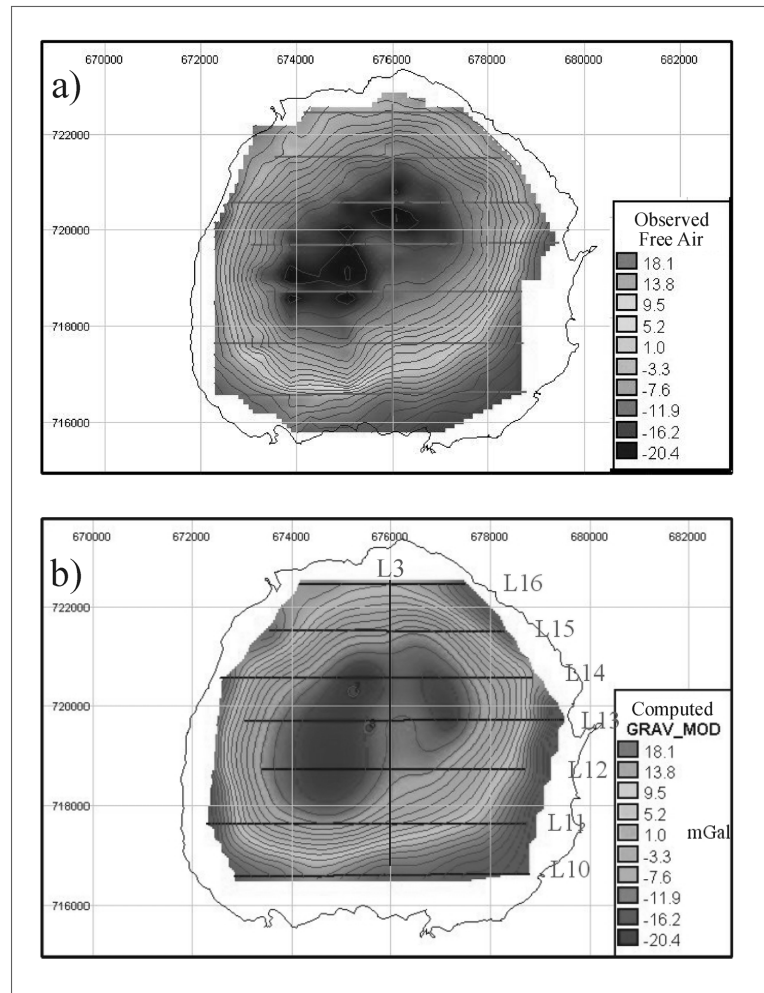 670000 672000 674000 676000 678000 680000 682000
a)
722000
720000
718000
716000
Observed
Free Air
18.1
13.8
9.5
5.2
1.0
-3.3
-7.6
-11.9
-16.2
-20.4
670000 672000 674000 676000 678000 680000 682000
b)
L3
L16
722000
L15
L14
720000
L13
L12
718000
L11
L10
716000
Computed
GRAV_MOD
18.1
13.8
9.5
5.2
1.0
mGal
-3.3
-7.6
-11.9
-16.2
-20.4